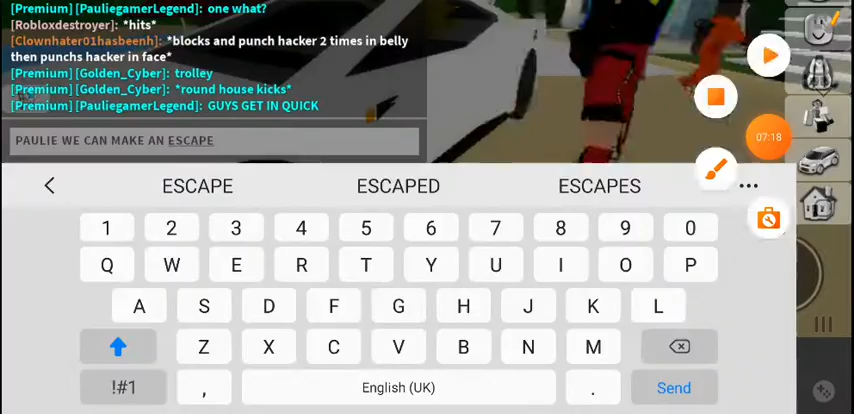 [Premium] [PauliegamerLegend]: one what?
[Robloxdestroyer]: *hits*
[Clownhater01hasbeenh]: *blocks and punch hacker 2 times in belly
then punchs hacker in face*
[Premium] [Golden_Cyber]: trolley
[Premium] [Golden_Cyber]: *round house kicks*
[Premium] [PauliegamerLegend]: GUYS GET IN QUICK
PAULIE WE CAN MAKE AN ESCAPE
07:18
ESCAPE ESCAPED ESCAPES
1 2 3 4 5 6 7 8 9 0
Q W E R T Y U I O P
A S D F G H J K L
Z X C V B N M
!#1 , English (UK) . Send